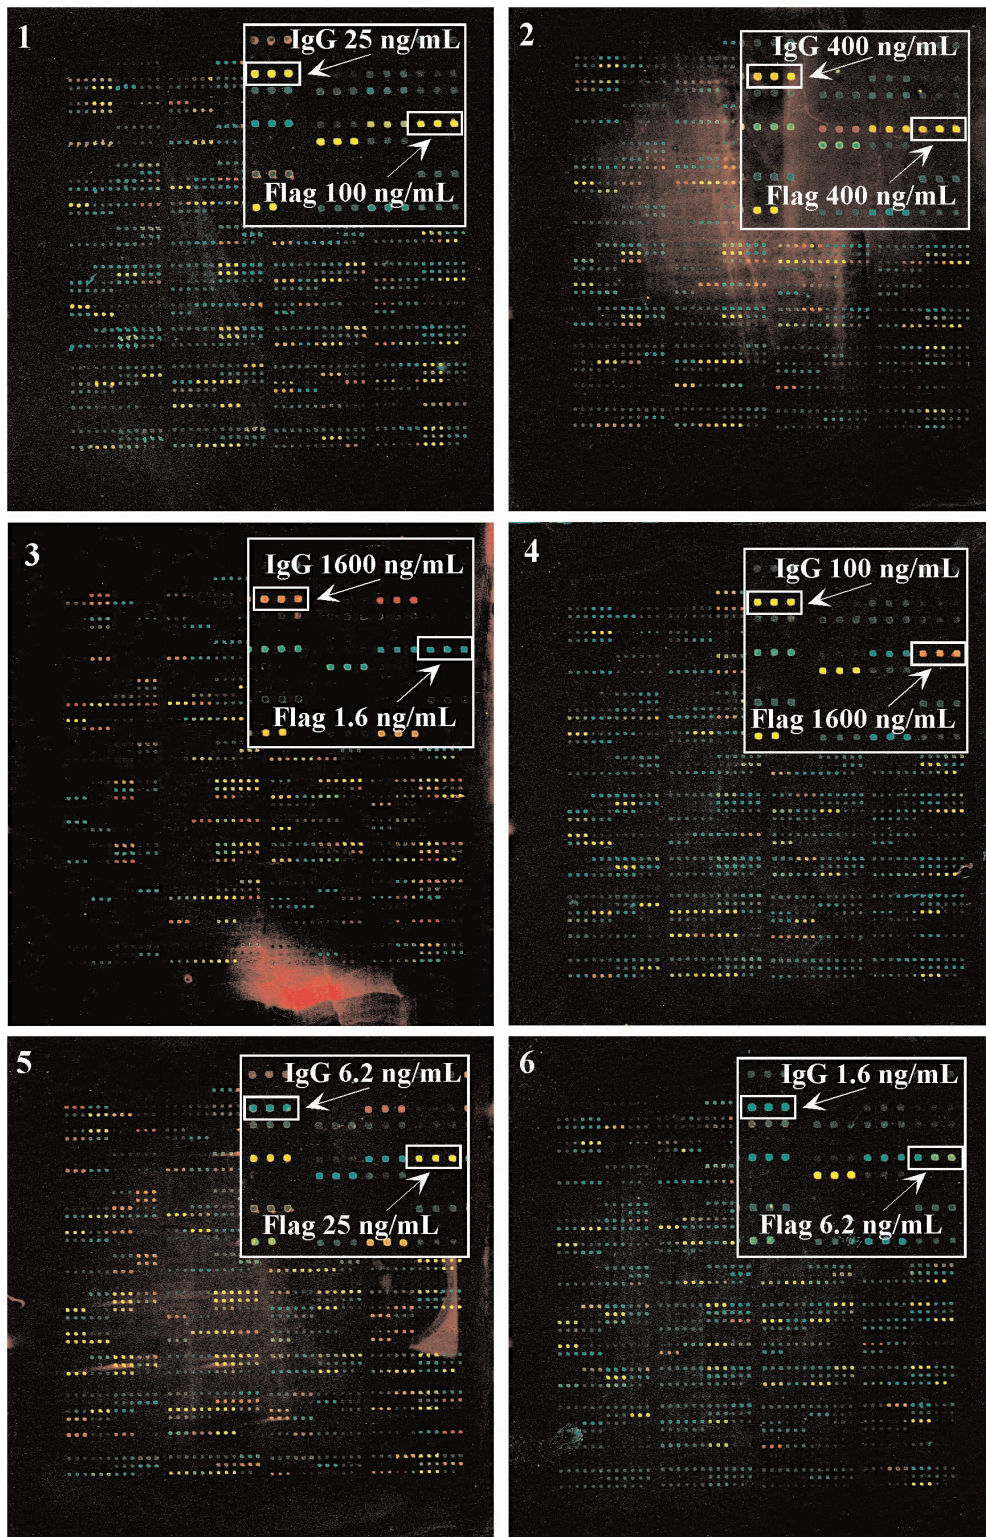 1
IgG 25 ng/mL
Flag 100 ng/mL
2
IgG 400 ng/mL
Flag 400 ng/mL
3
IgG 1600 ng/mL
Flag 1.6 ng/mL
4
IgG 100 ng/mL
Flag 1600 ng/mL
5
IgG 6.2 ng/mL
Flag 25 ng/mL
6
IgG 1.6 ng/mL
Flag 6.2 ng/mL